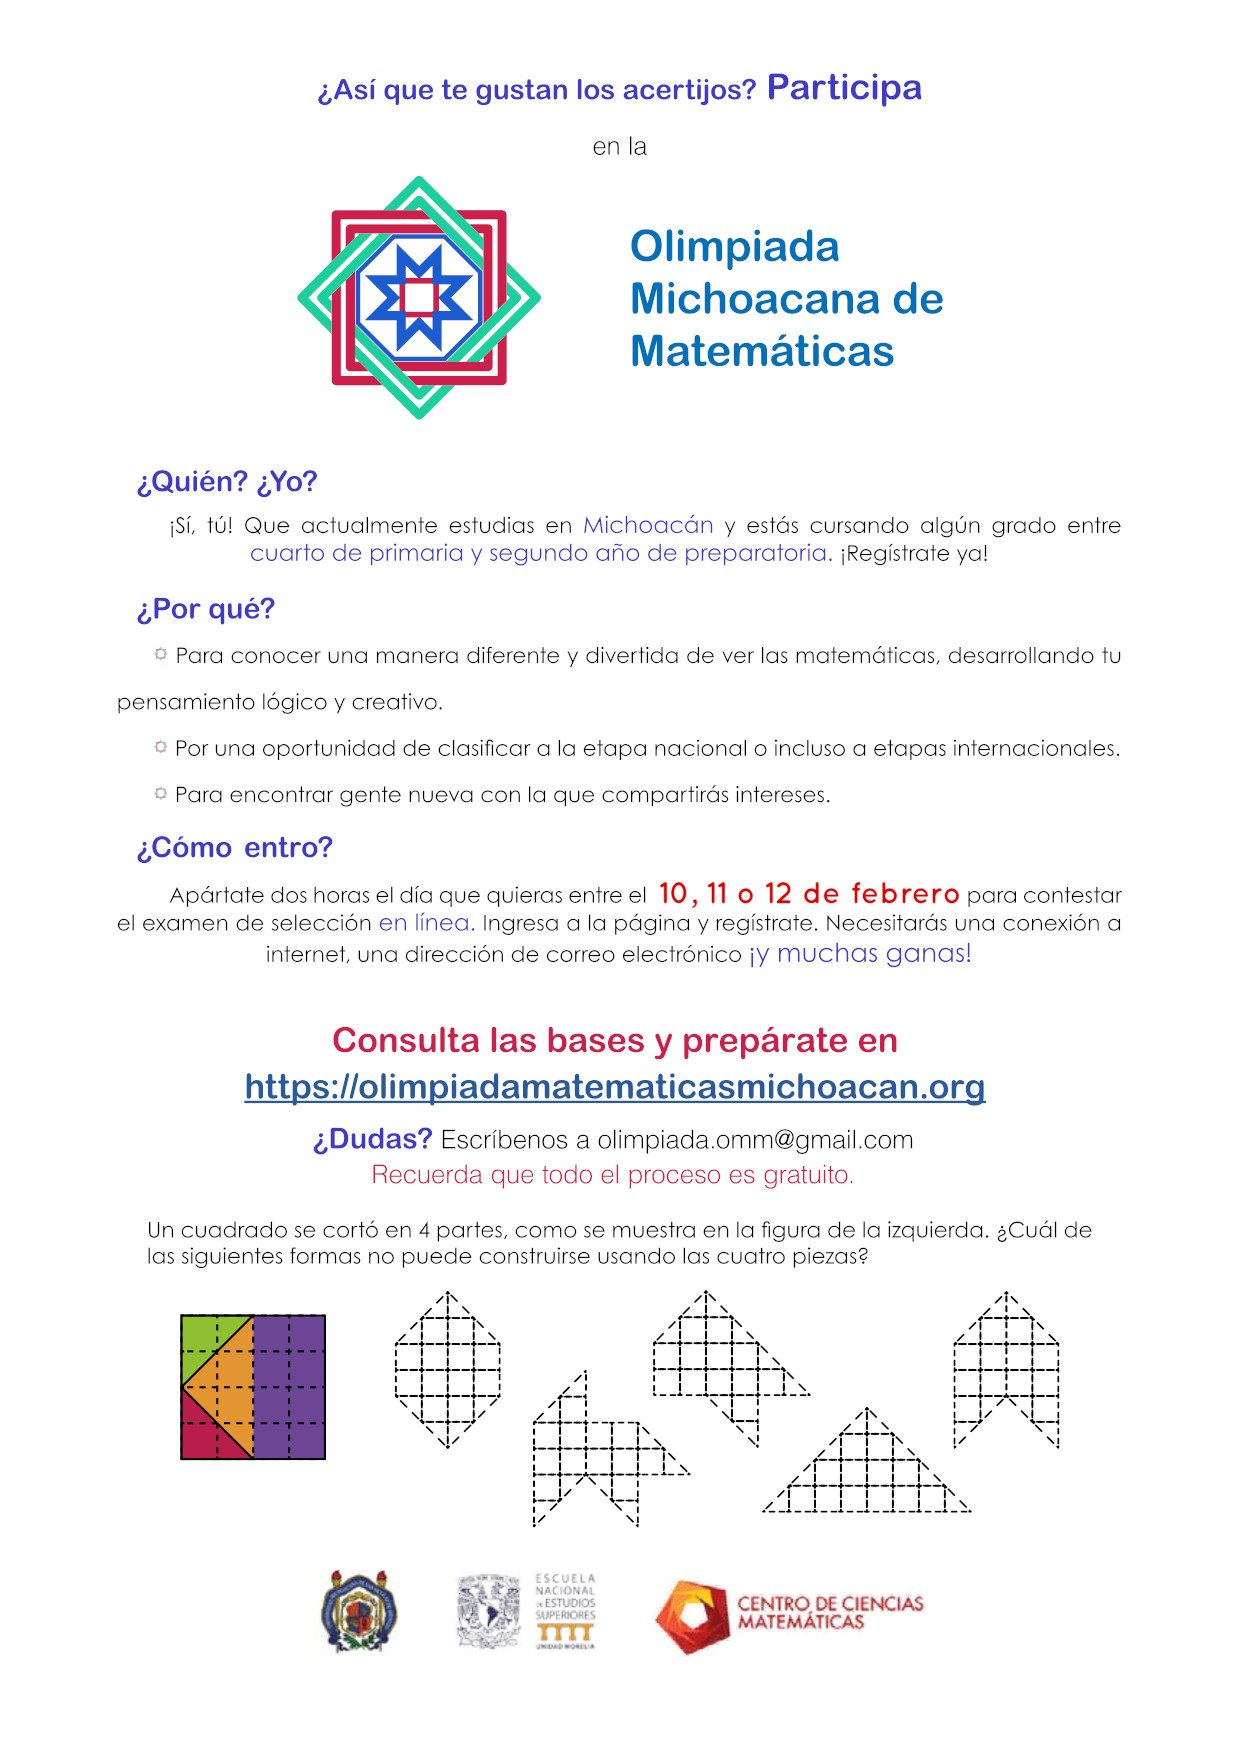 ¿Así que te gustan los acertijos? Participa
en la
Olimpiada
Michoacana de
Matemáticas
¿Quién? ¿Yo?
¡Sí, tú! Que actualmente estudias en Michoacán y estás cursando algún grado entre
cuarto de primaria y segundo año de preparatoria. ¡Regístrate ya!
¿Por qué?
Para conocer una manera diferente y divertida de ver las matemáticas, desarrollando tu
pensamiento lógico y creativo.
Por una oportunidad de clasificar a la etapa nacional o incluso a etapas internacionales.
Para encontrar gente nueva con la que compartirás intereses.
¿Cómo entro?
Apártate dos horas el día que quieras entre el 10, 11 o 12 de febrero para contestar
el examen de selección en línea. Ingresa a la página y regístrate. Necesitarás una conexión a
internet, una dirección de correo electrónico ¡y muchas ganas!
Consulta las bases y prepárate en
https://olimpiadamatematicasmichoacan.org
¿Dudas? Escríbenos a olimpiada.omm@gmail.com
Recuerda que todo el proceso es gratuito.
Un cuadrado se cortó en 4 partes, como se muestra en la figura de la izquierda. ¿Cuál de
las siguientes formas no puede construirse usando las cuatro piezas?
ESCUELA
NACIONAL
DE ESTUDIOS
SUPERIORES
UNIDAD MORELIA
CENTRO DE CIENCIAS
MATEMÁTICAS